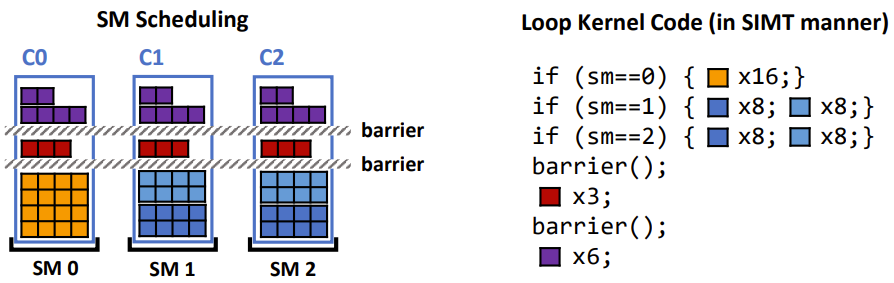 SM Scheduling
C0 C1 C2
barrier
barrier
SM 0 SM 1 SM 2
Loop Kernel Code (in SIMT manner)
if (sm==0) { x16;}
if (sm==1) { x8; x8;}
if (sm==2) { x8; x8;}
barrier();
x3;
barrier();
x6;